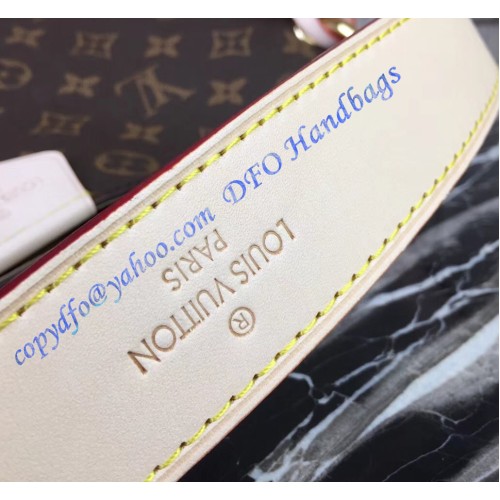 copydfo@yahoo.com DFO Handbags
®
LOUIS VUITTON
PARIS